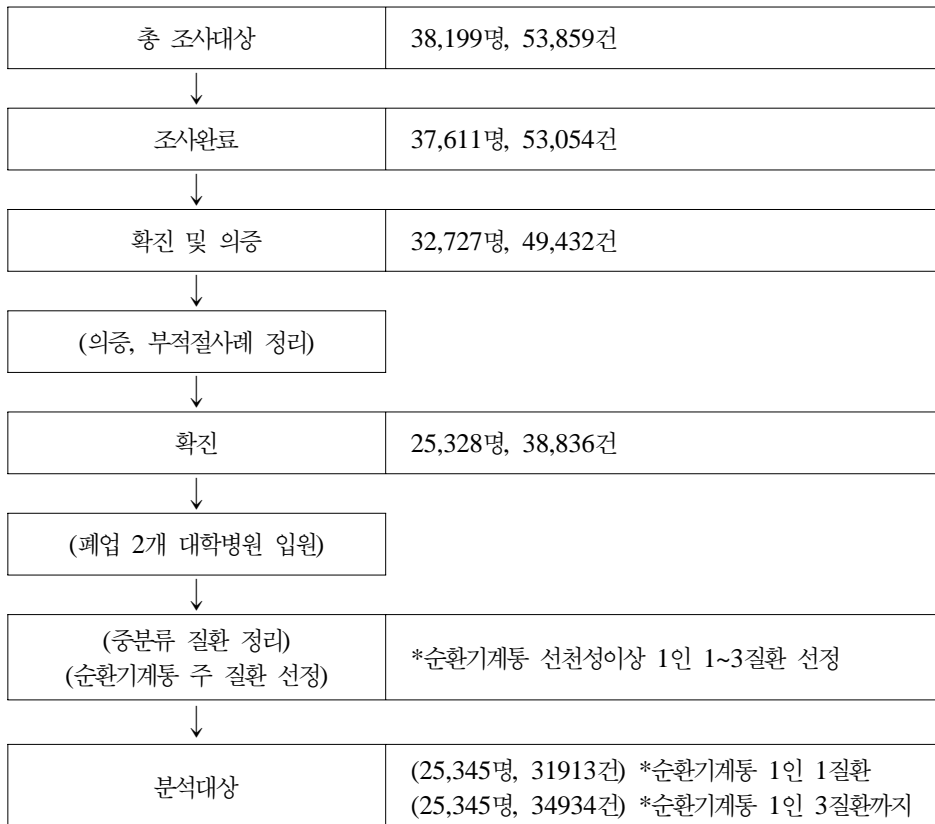 총 조사대상 38,199명, 53,859건
↓
조사완료 37,611명, 53,054건
↓
확진 및 의증 32,727명, 49,432건
↓
(의증, 부적절사례 정리)
↓
확진 25,328명, 38,836건
↓
(폐업 2개 대학병원 입원)
↓
(중분류 질환 정리)
(순환기계통 주 질환 선정)
*순환기계통 선천성이상 1인 1~3질환 선정
↓
분석대상
(25,345명, 31913건) *순환기계통 1인 1질환
(25,345명, 34934건) *순환기계통 1인 3질환까지